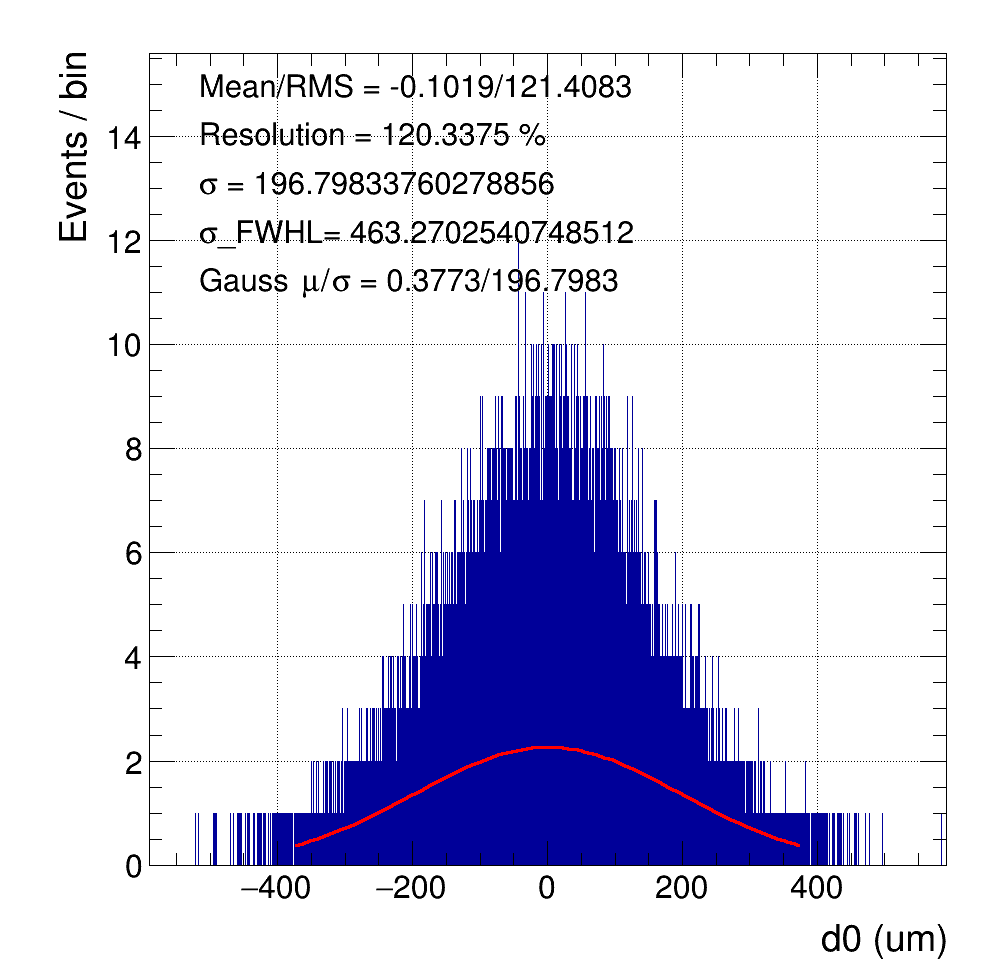 Events / bin
Mean/RMS = -0.1019/121.4083
Resolution = 120.3375 %
σ = 196.79833760278856
σ_FWHL= 463.2702540748512
Gauss μ/σ = 0.3773/196.7983
14
12
10
8
6
4
2
0
−400 −200 0 200 400
d0 (um)